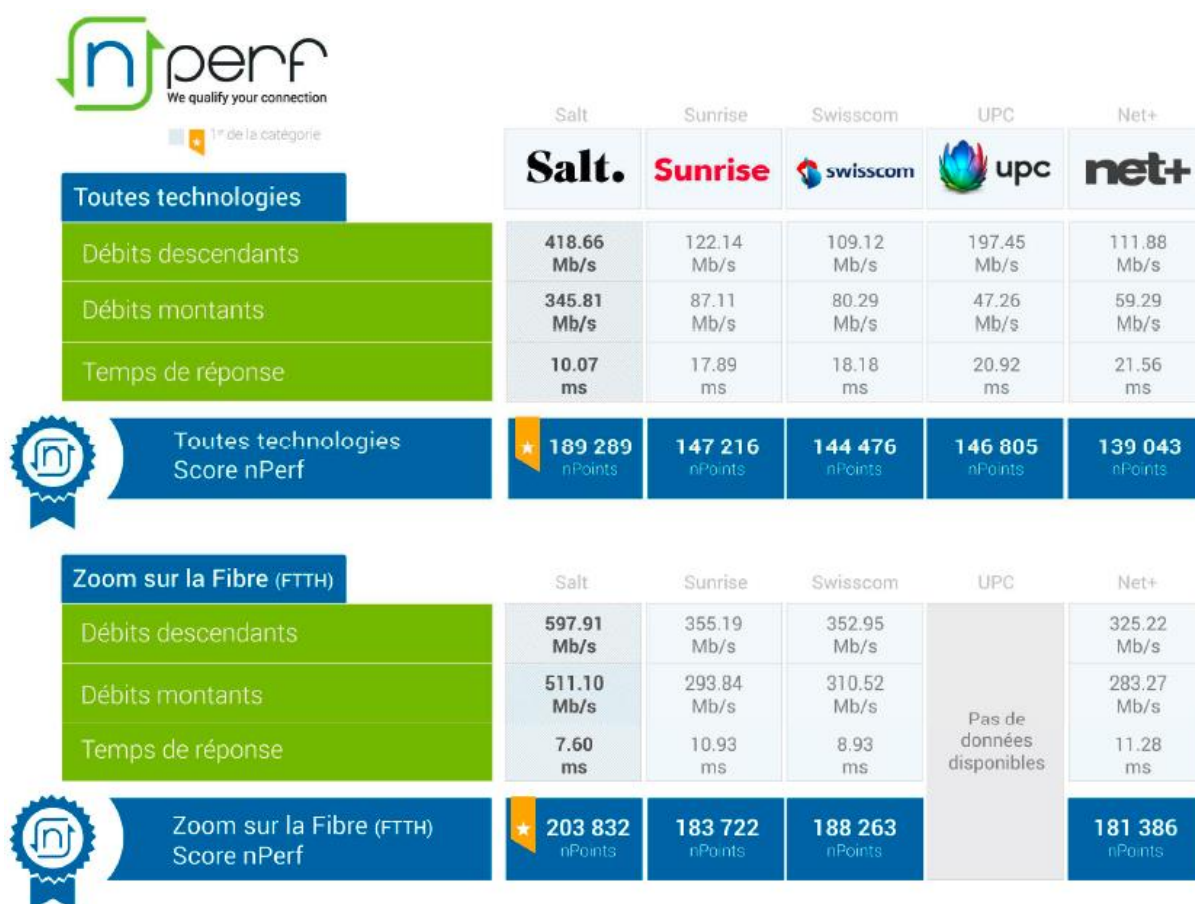 nperf
We qualify your connection
1er de la catégorie
Salt Sunrise Swisscom UPC Net+
Salt. Sunrise swisscom upc net+
Toutes technologies
Débits descendants
418.66 Mb/s 122.14 Mb/s 109.12 Mb/s 197.45 Mb/s 111.88 Mb/s
Débits montants
345.81 Mb/s 87.11 Mb/s 80.29 Mb/s 47.26 Mb/s 59.29 Mb/s
Temps de réponse
10.07 ms 17.89 ms 18.18 ms 20.92 ms 21.56 ms
Toutes technologies
Score nPerf
189 289 147 216 144 476 146 805 139 043
nPoints nPoints nPoints nPoints nPoints
Zoom sur la Fibre (FTTH)
Salt Sunrise Swisscom UPC Net+
Débits descendants
597.91 Mb/s 355.19 Mb/s 352.95 Mb/s 325.22 Mb/s
Débits montants
511.10 Mb/s 293.84 Mb/s 310.52 Mb/s 283.27 Mb/s
Temps de réponse
7.60 ms 10.93 ms 8.93 ms 11.28 ms
Pas de
données
disponibles
Zoom sur la Fibre (FTTH)
Score nPerf
203 832 183 722 188 263 181 386
nPoints nPoints nPoints nPoints